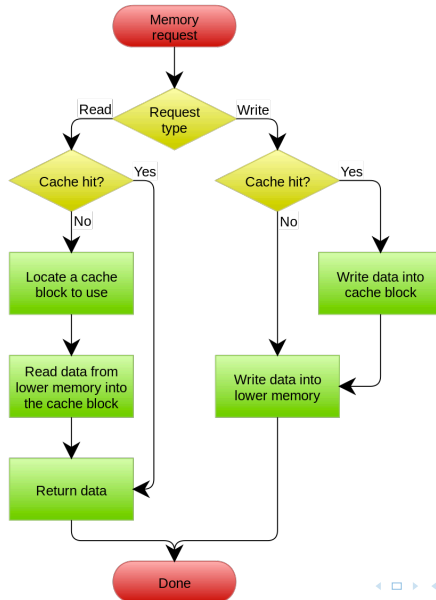 Memory
request
Request
type
Read
Write
Cache hit?
Yes
No
Cache hit?
Yes
No
Locate a cache
block to use
Write data into
cache block
Read data from
lower memory into
the cache block
Write data into
lower memory
Return data
Done